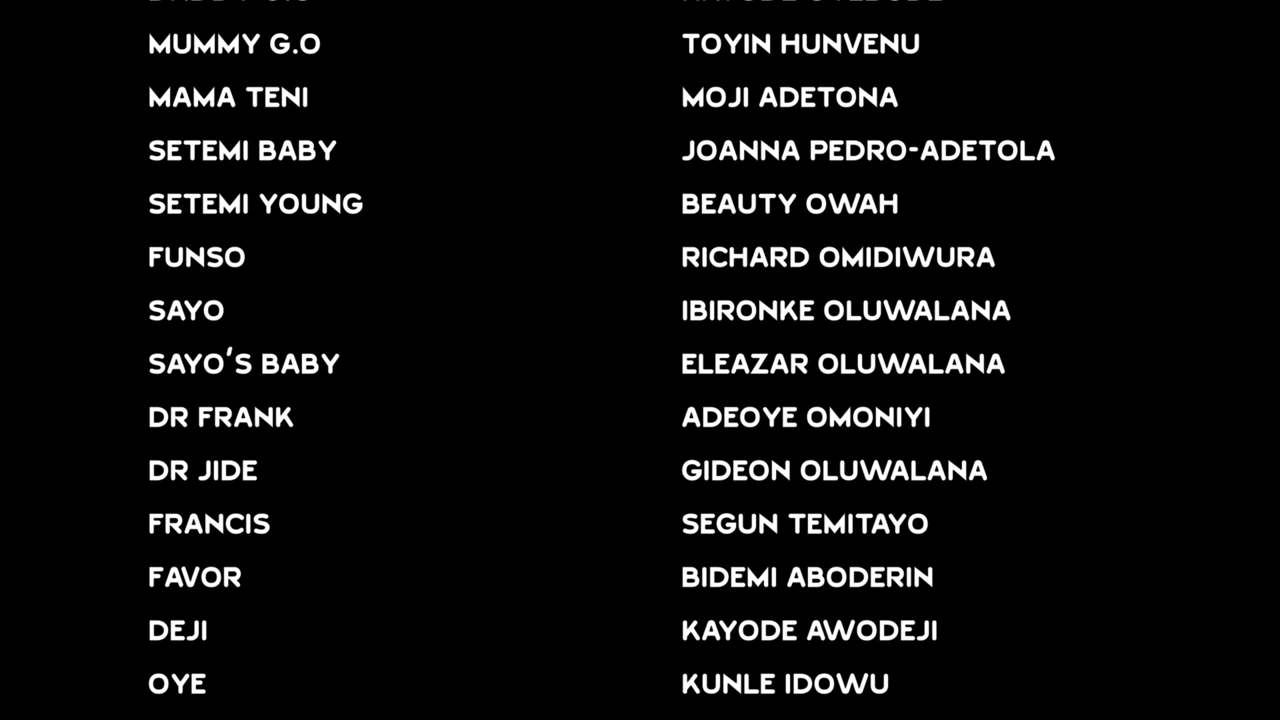 MUMMY G.O TOYIN HUNVENU
MAMA TENI MOJI ADETONA
SETEMI BABY JOANNA PEDRO-ADETOLA
SETEMI YOUNG BEAUTY OWAH
FUNSO RICHARD OMIDIWURA
SAYO IBIRONKE OLUWALANA
SAYO'S BABY ELEAZAR OLUWALANA
DR FRANK ADEOYE OMONIYI
DR JIDE GIDEON OLUWALANA
FRANCIS SEGUN TEMITAYO
FAVOR BIDEMI ABODERIN
DEJI KAYODE AWODEJI
OYE KUNLE IDOWU